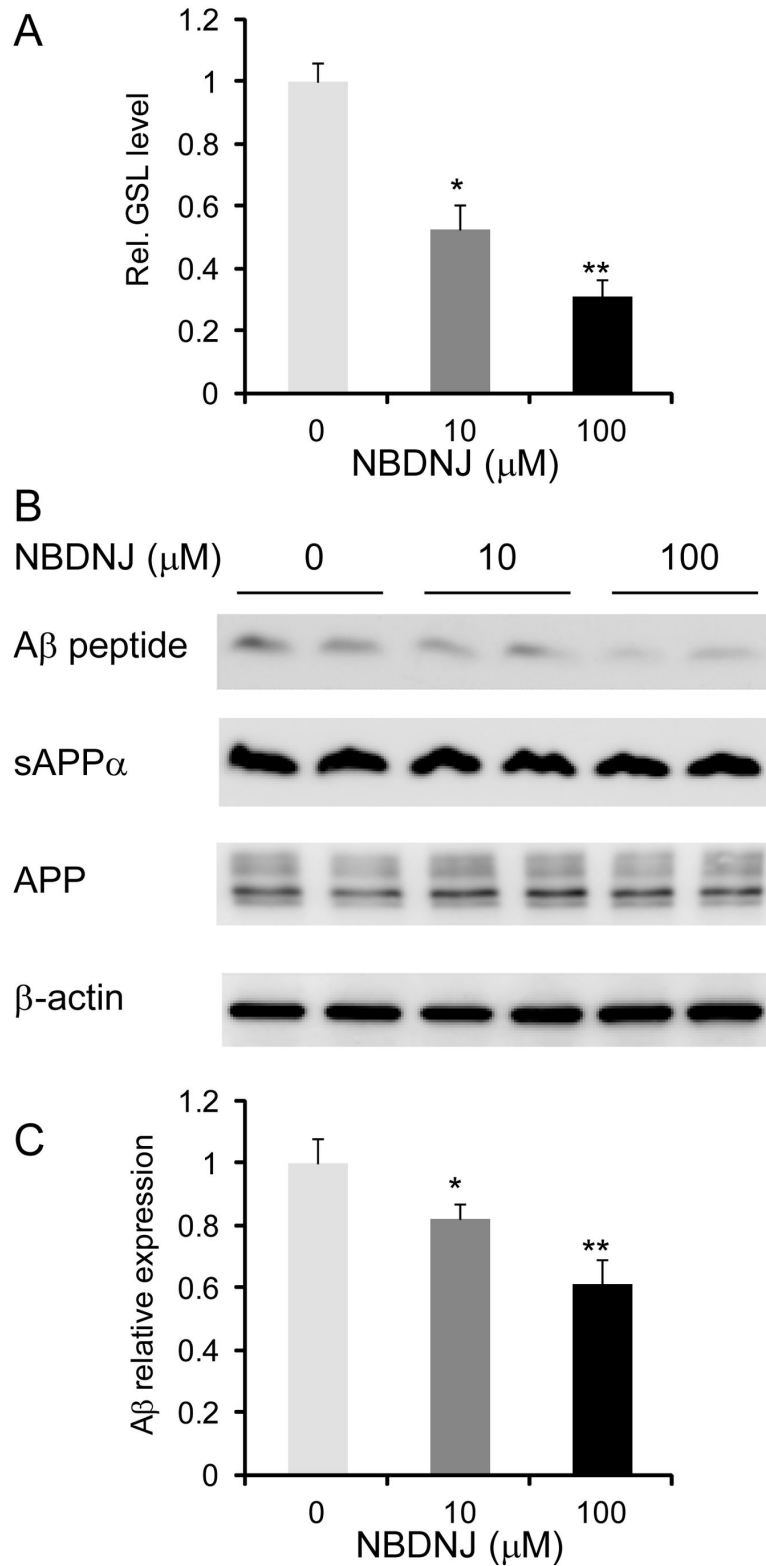 A
1.2
1
0.8
0.6
0.4
0.2
0
Rel. GSL level
*
**
0 10 100
NBDNJ (μM)
B
NBDNJ (μM) 0 10 100
Aβ peptide
sAPPα
APP
β-actin
C
1.2
1
0.8
0.6
0.4
0.2
0
Aβ relative expression
*
**
0 10 100
NBDNJ (μM)